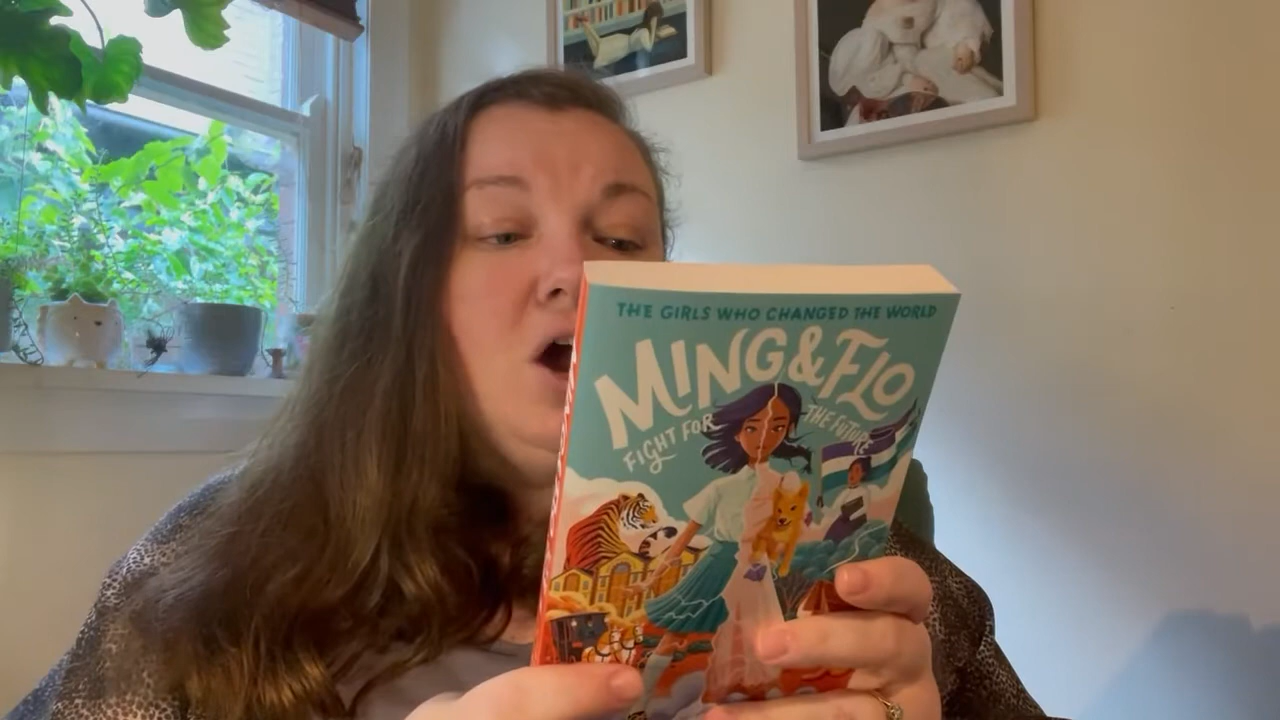 THE GIRLS WHO CHANGED THE WORLD
MING & FLO
FIGHT FOR THE FUTURE